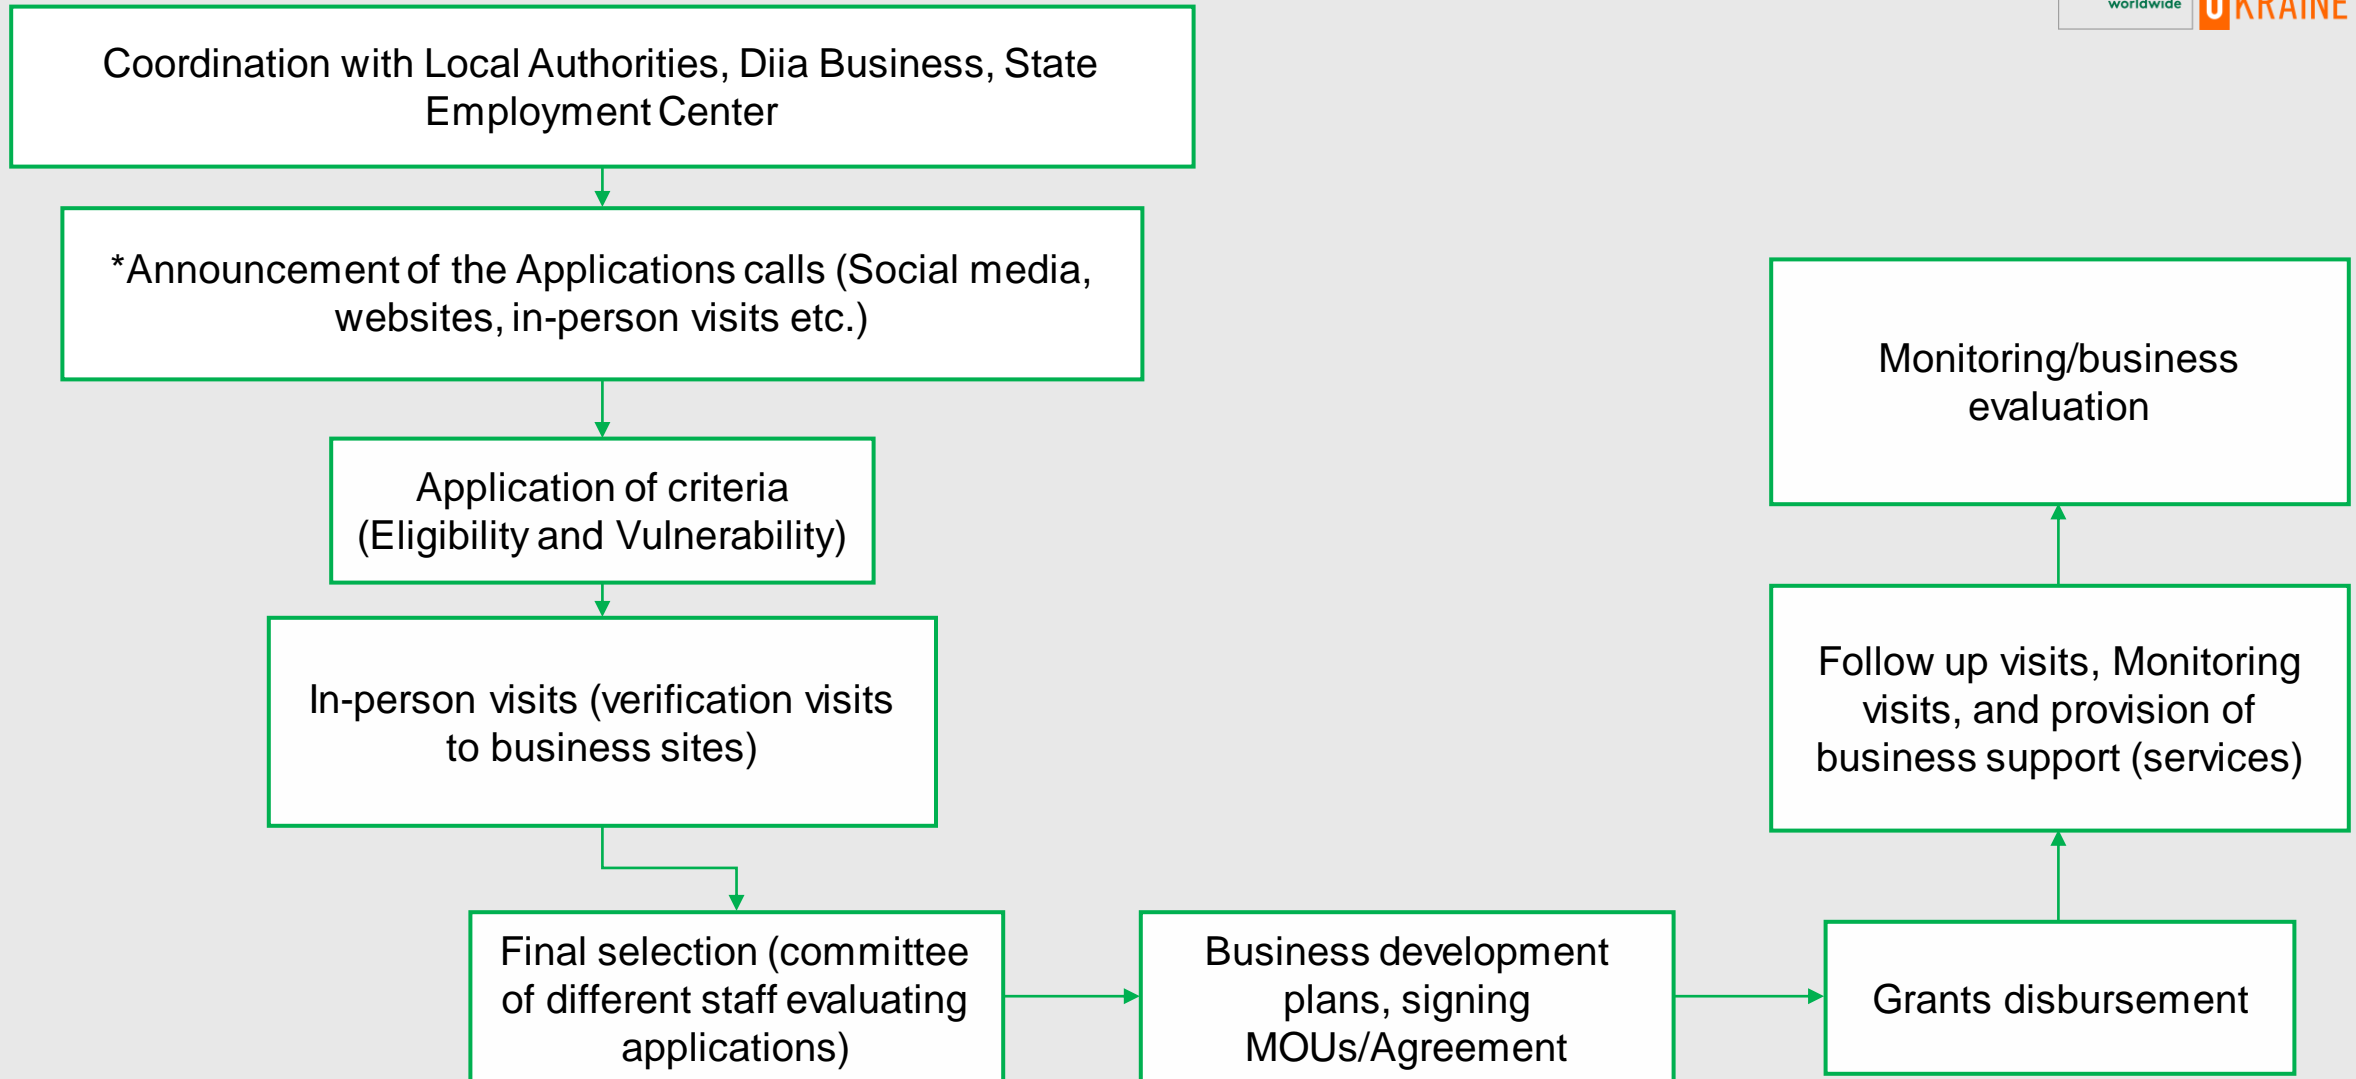 worldwide
UKRAINE
Coordination with Local Authorities, Diia Business, State
Employment Center
*Announcement of the Applications calls (Social media,
websites, in-person visits etc.)
Application of criteria
(Eligibility and Vulnerability)
In-person visits (verification visits
to business sites)
Final selection (committee
of different staff evaluating
applications)
Business development
plans, signing
MOUs/Agreement
Grants disbursement
Follow up visits, Monitoring
visits, and provision of
business support (services)
Monitoring/business
evaluation